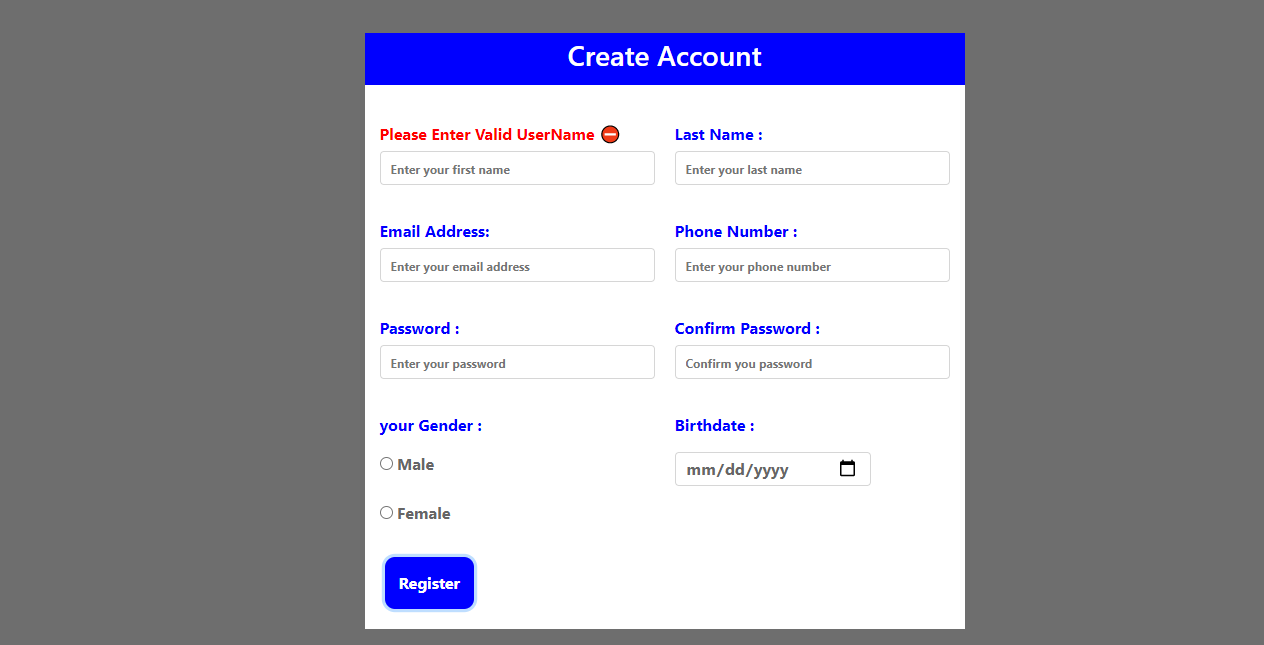 Create Account
Please Enter Valid UserName ⛔
Last Name :
Enter your first name
Enter your last name
Email Address:
Phone Number :
Enter your email address
Enter your phone number
Password :
Confirm Password :
Enter your password
Confirm you password
your Gender :
Birthdate :
Male
mm/dd/yyyy
Female
Register